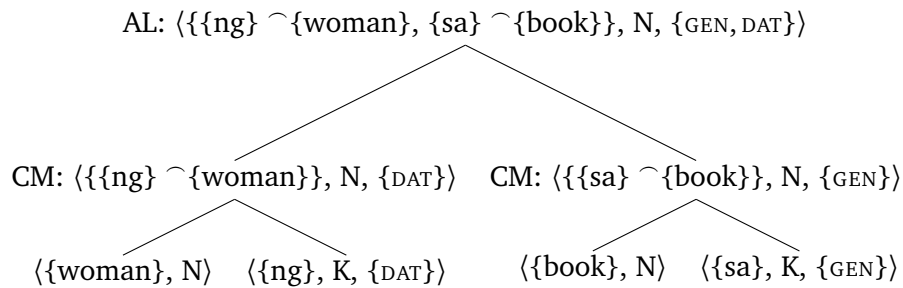 AL: ⟨{{ng} ⌒{woman}, {sa} ⌒{book}}, N, {GEN, DAT}⟩
CM: ⟨{{ng} ⌒{woman}}, N, {DAT}⟩ CM: ⟨{{sa} ⌒{book}}, N, {GEN}⟩
⟨{woman}, N⟩ ⟨{ng}, K, {DAT}⟩ ⟨{book}, N⟩ ⟨{sa}, K, {GEN}⟩